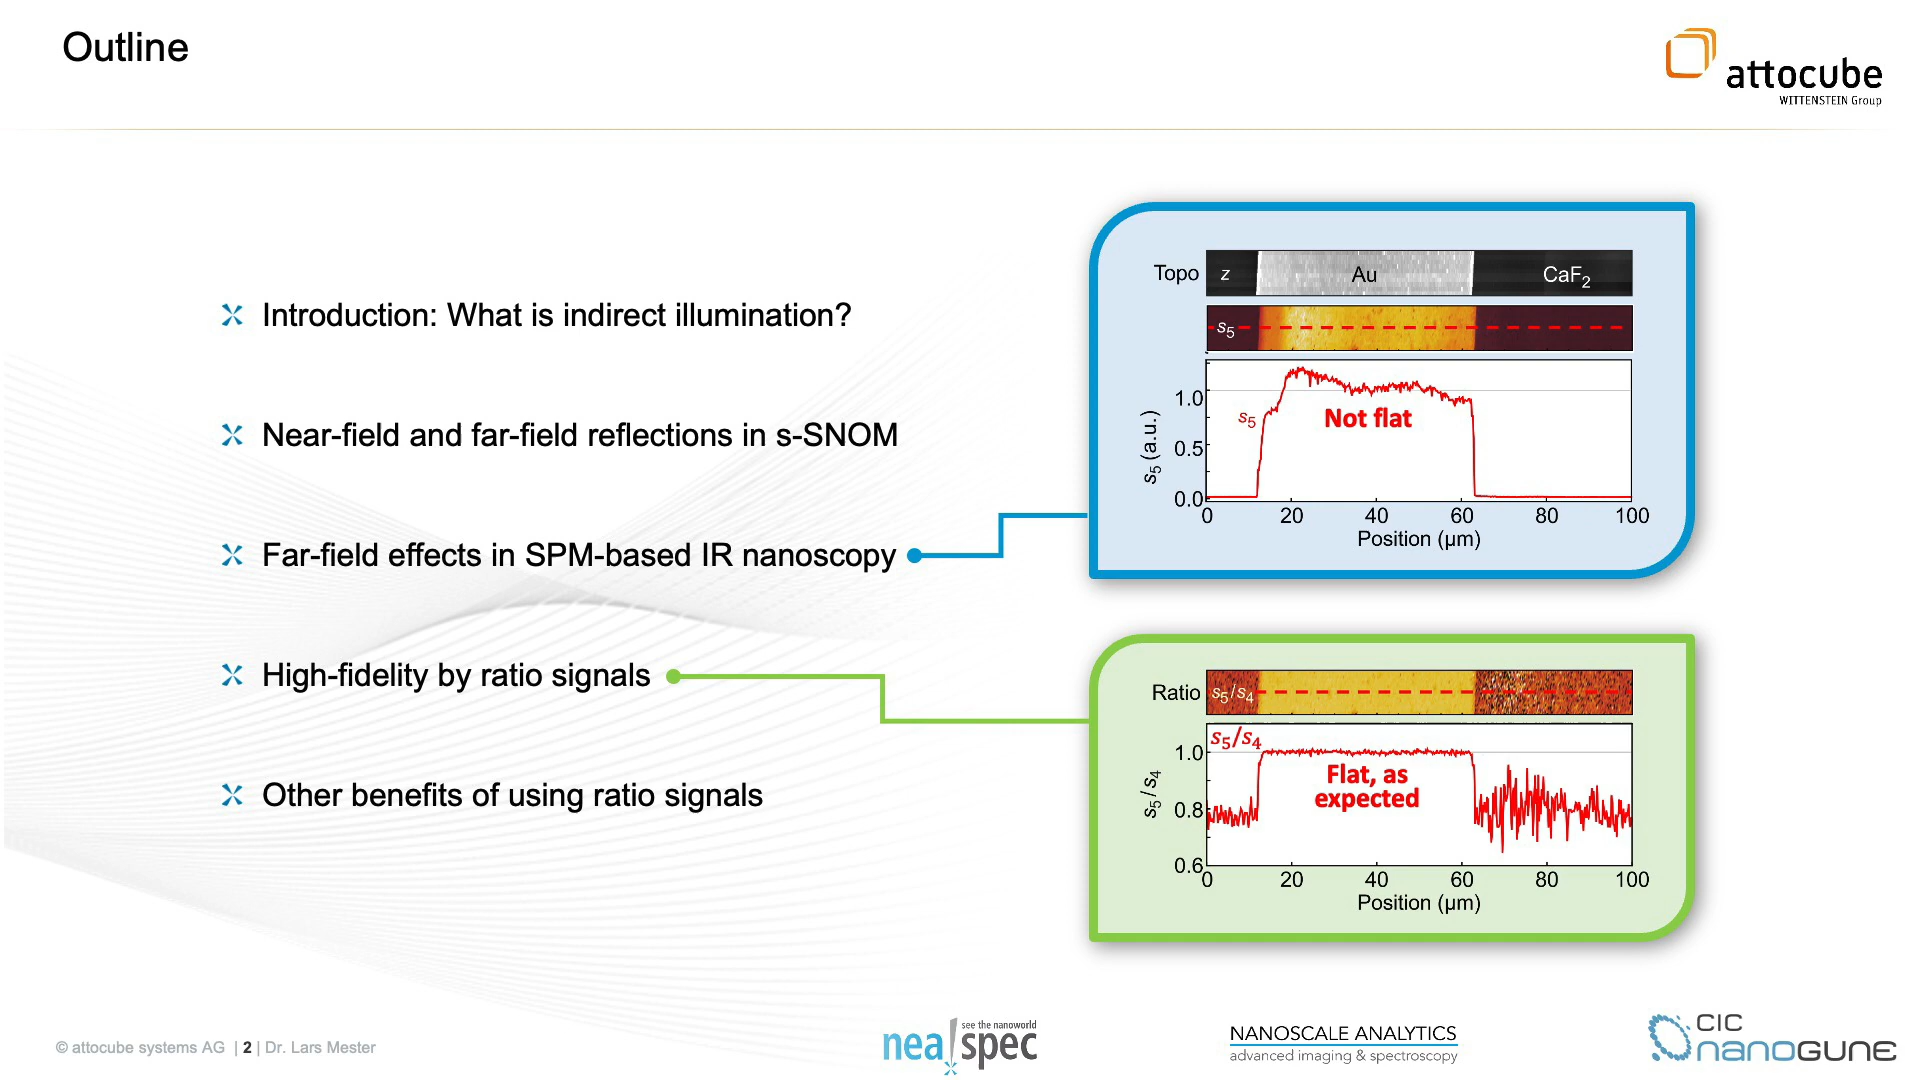 Outline
attocube
WITTENSTEIN Group
Introduction: What is indirect illumination?
Near-field and far-field reflections in s-SNOM
Far-field effects in SPM-based IR nanoscopy
High-fidelity by ratio signals
Other benefits of using ratio signals
Topo z Au CaF₂
s₅
s₅ (a.u.)
1.0
0.5
0.0
s₅
Not flat
0 20 40 60 80 100
Position (µm)
Ratio s₅/s₄
s₅/s₄
s₅/s₄
1.0
0.8
0.6
Flat, as
expected
0 20 40 60 80 100
Position (µm)
© attocube systems AG | 2 | Dr. Lars Mester
see the nanoworld
neaspec
NANOSCALE ANALYTICS
advanced imaging & spectroscopy
CIC
nanoGUNE